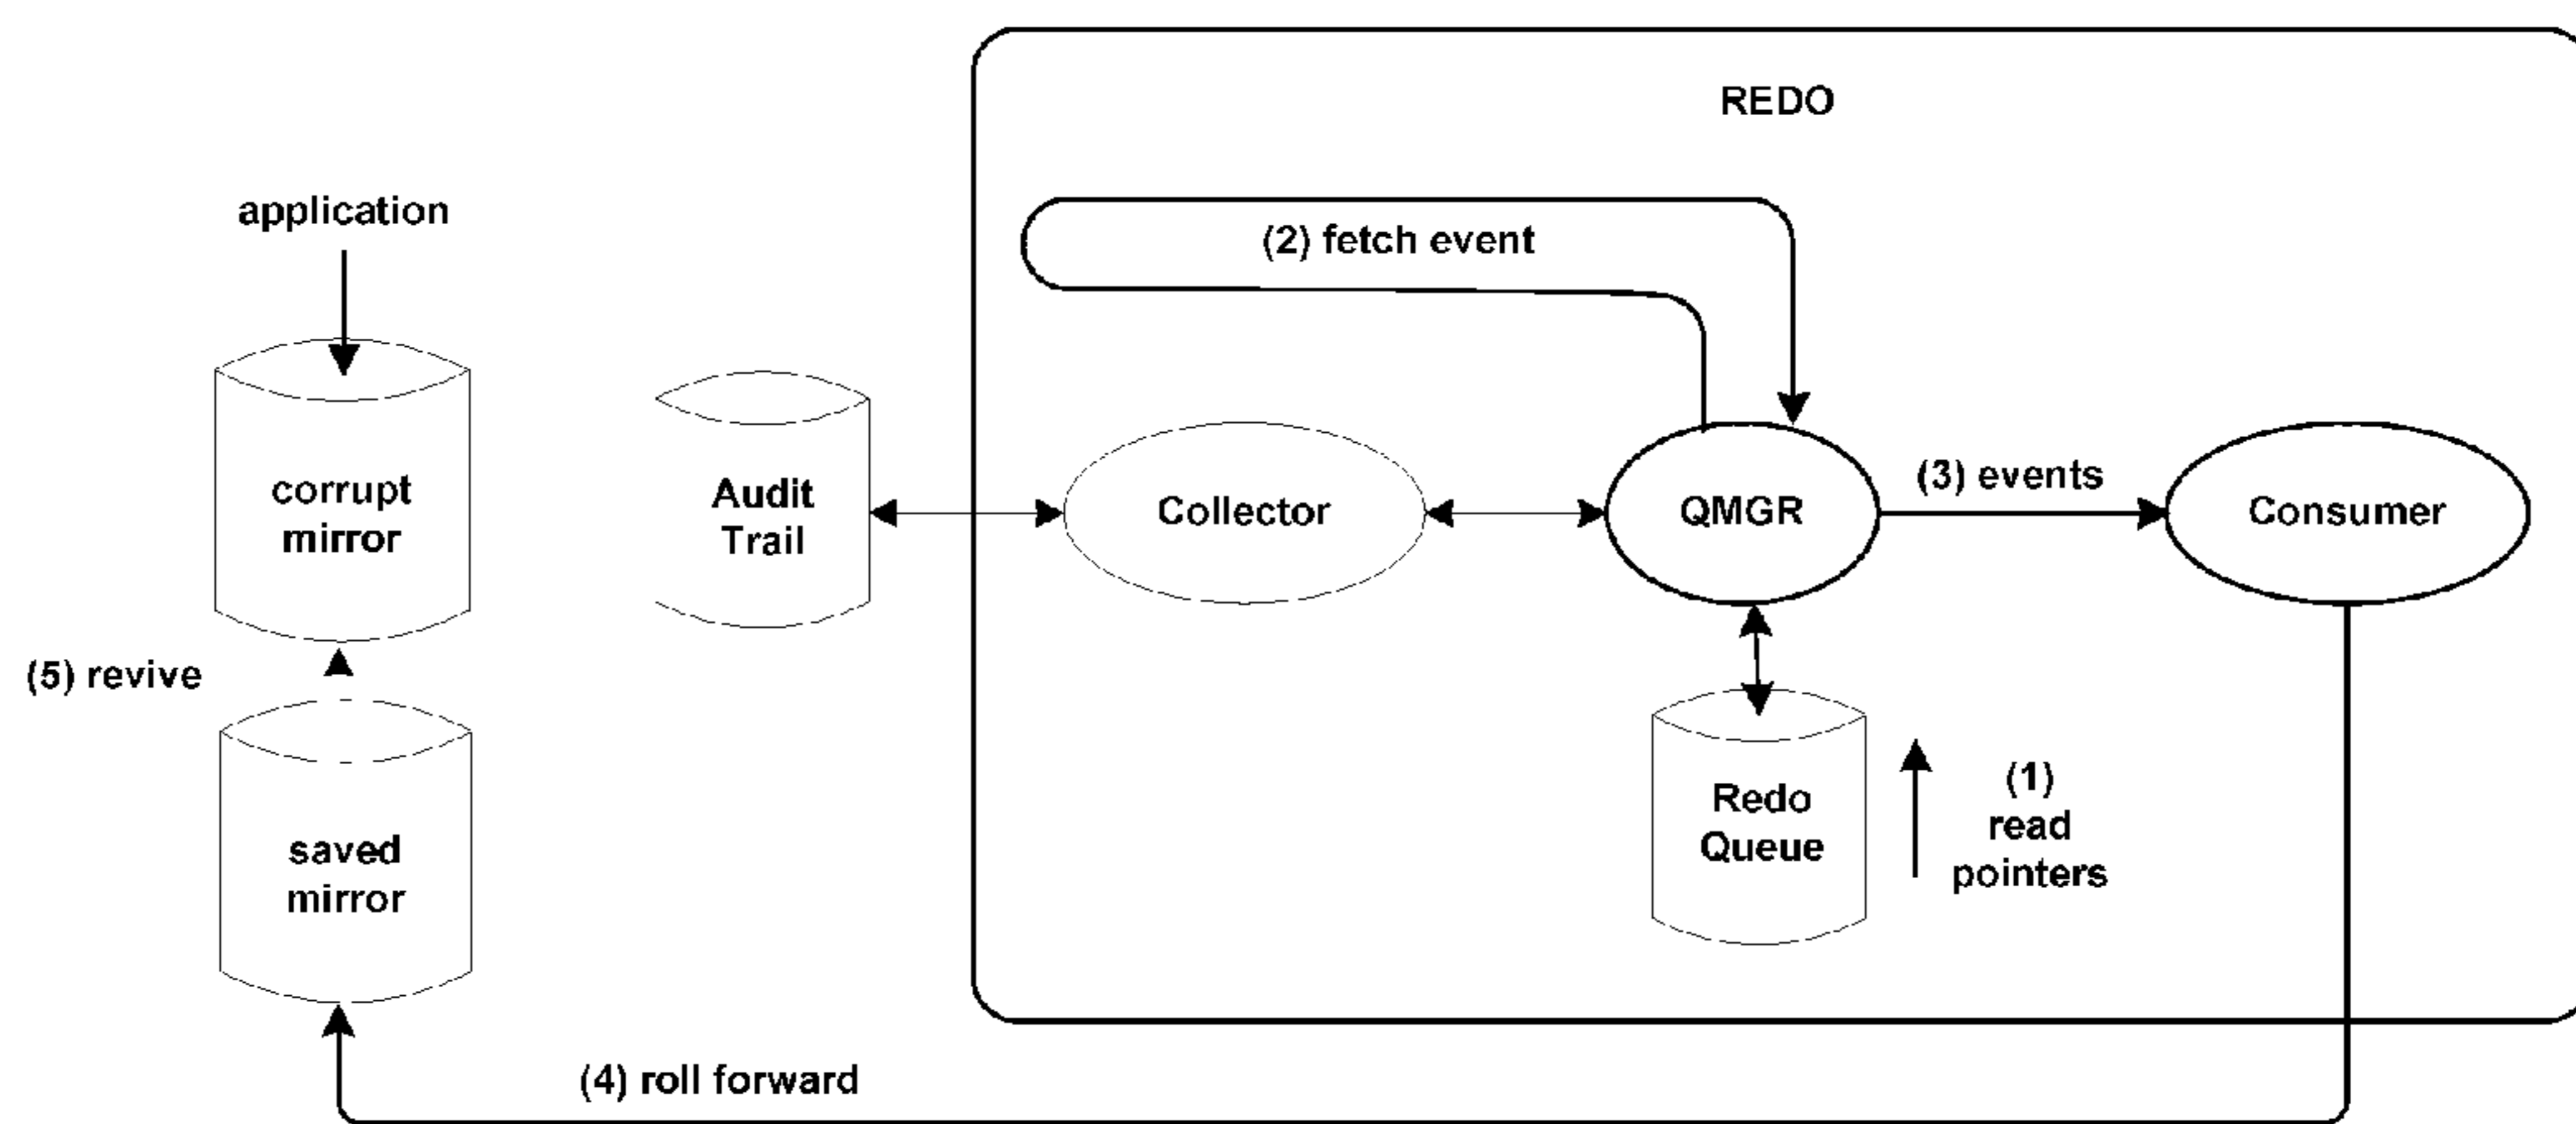 REDO
application
(2) fetch event
corrupt
mirror
Audit
Trail
Collector
QMGR
(3) events
Consumer
(5) revive
saved
mirror
Redo
Queue
(1)
read
pointers
(4) roll forward